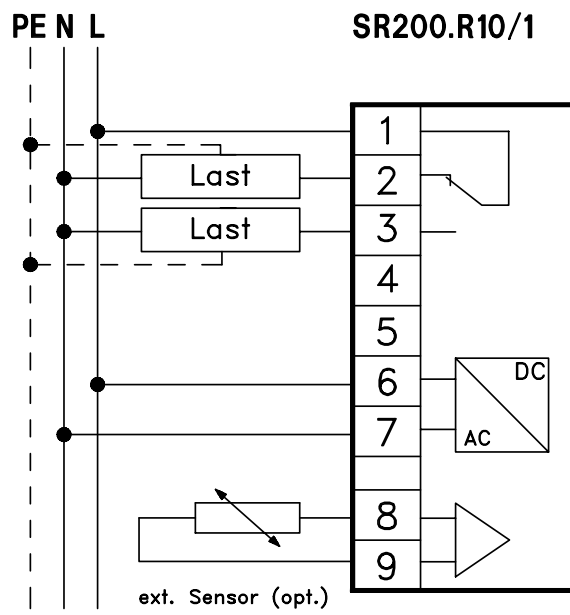 PE N L
SR200.R10/1
1
Last
2
Last
3
4
5
6
DC
7
AC
8
9
ext. Sensor (opt.)